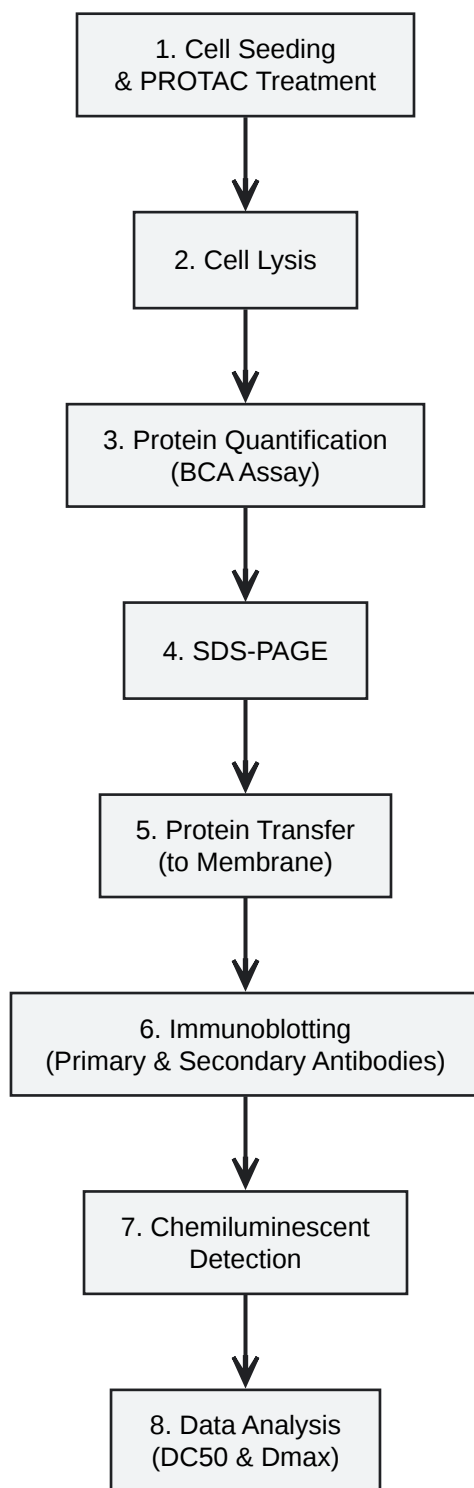 1. Cell Seeding
& PROTAC Treatment
2. Cell Lysis
3. Protein Quantification
(BCA Assay)
4. SDS-PAGE
5. Protein Transfer
(to Membrane)
6. Immunoblotting
(Primary & Secondary Antibodies)
7. Chemiluminescent
Detection
8. Data Analysis
(DC50 & Dmax)